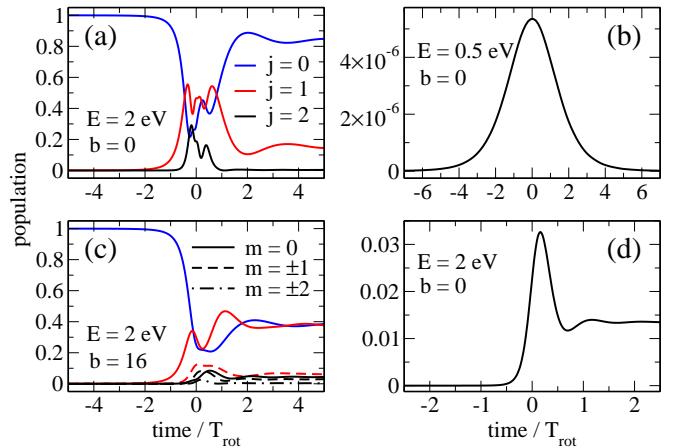 1
0.8
0.6
0.4
0.2
0
(a)
j = 0
j = 1
j = 2
E = 2 eV
b = 0
-4 -2 0 2 4
(b)
E = 0.5 eV
b = 0
4×10-6
2×10-6
0
-6 -4 -2 0 2 4 6
population
1
0.8
0.6
0.4
0.2
0
(c)
m = 0
m = ±1
m = ±2
E = 2 eV
b = 16
-4 -2 0 2 4
time / Trot
0.03
0.02
0.01
0
(d)
E = 2 eV
b = 0
-2 -1 0 1 2
time / Trot